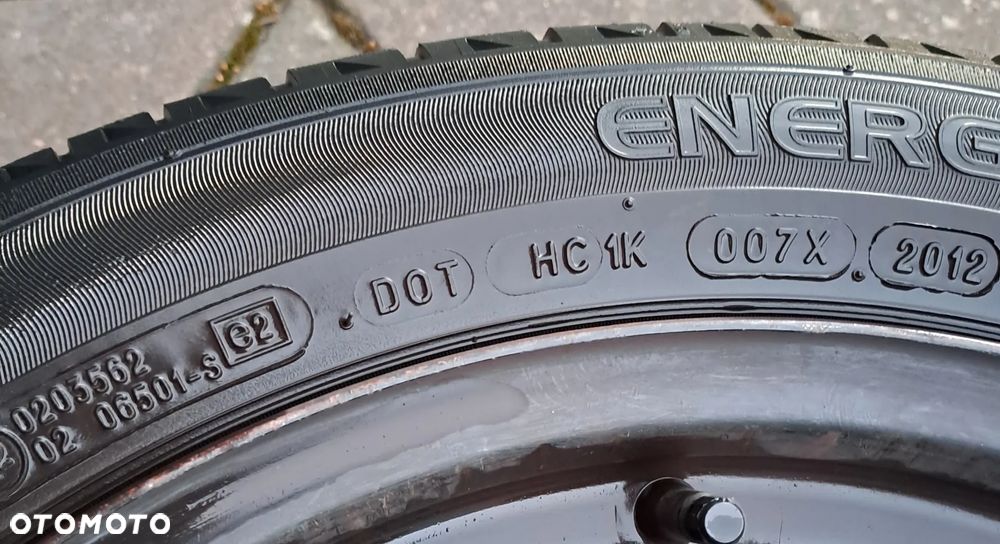 ENERG
DOT HC 1K 007X 2012
0203562 e2
02 06501-S
OTOMOTO